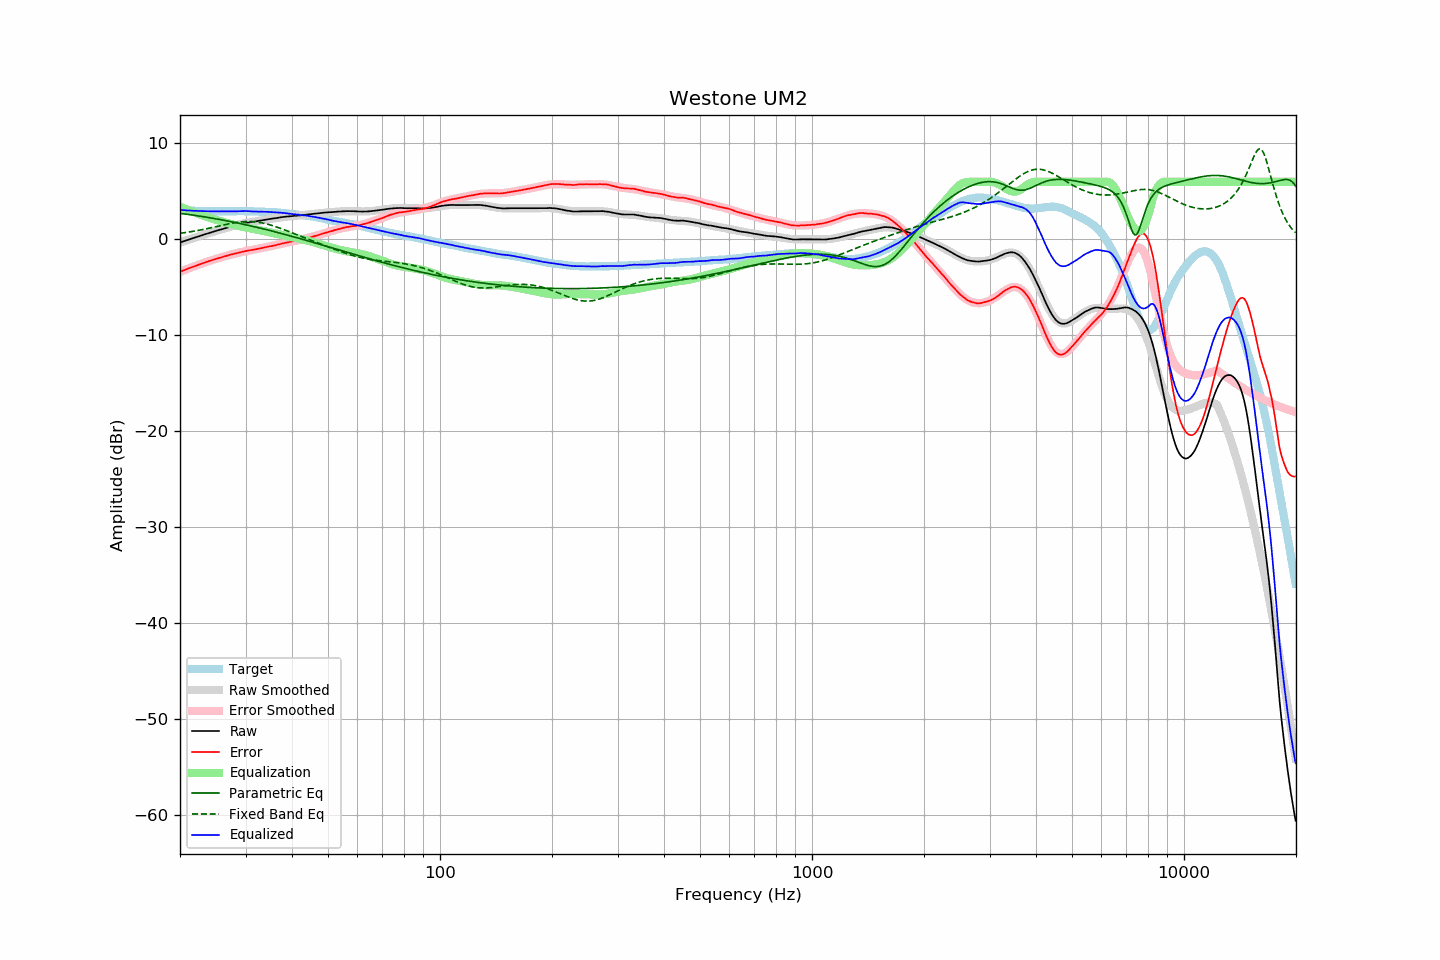 Westone UM2
10
0
−10
−20
−30
−40
−50
−60
Amplitude (dBr)
Target
Raw Smoothed
Error Smoothed
Raw
Error
Equalization
Parametric Eq
Fixed Band Eq
Equalized
100
1000
10000
Frequency (Hz)